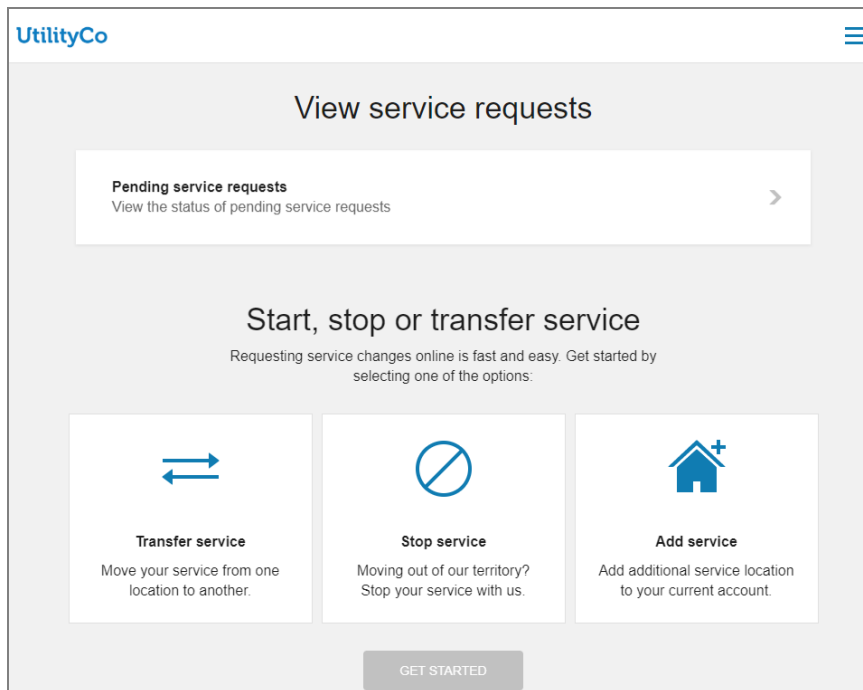 UtilityCo
View service requests
Pending service requests
View the status of pending service requests
Start, stop or transfer service
Requesting service changes online is fast and easy. Get started by
selecting one of the options:
Transfer service
Move your service from one
location to another.
Stop service
Moving out of our territory?
Stop your service with us.
Add service
Add additional service location
to your current account.
GET STARTED